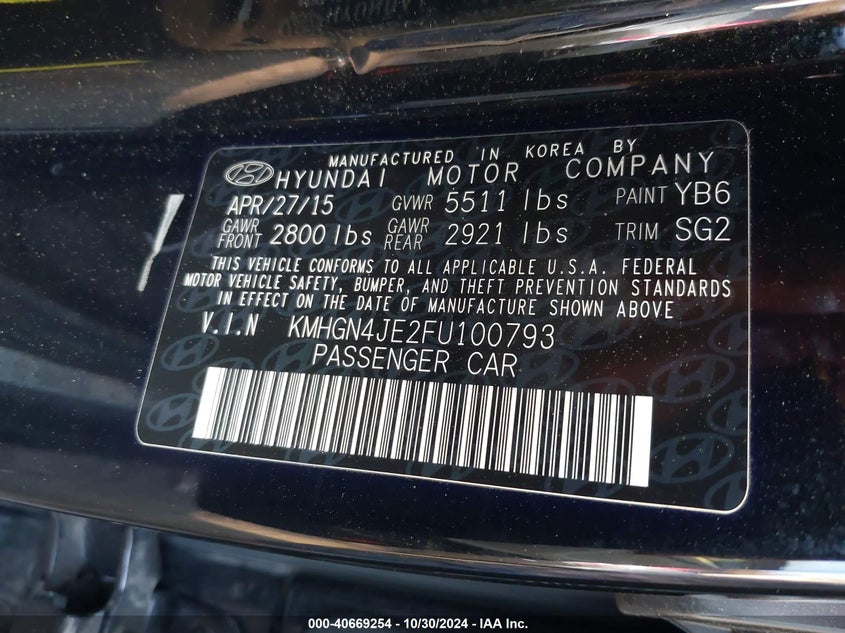 MANUFACTURED IN KOREA BY
HYUNDAI MOTOR COMPANY
APR/27/15 GVWR 5511 lbs PAINT YB6
GAWR FRONT 2800 lbs GAWR REAR 2921 lbs TRIM SG2
THIS VEHICLE CONFORMS TO ALL APPLICABLE U.S.A. FEDERAL
MOTOR VEHICLE SAFETY, BUMPER, AND THEFT PREVENTION STANDARDS
IN EFFECT ON THE DATE OF MANUFACTURE SHOWN ABOVE
V.I.N KMHGN4JE2FU100793
PASSENGER CAR
000-40669254 - 10/30/2024 - IAA Inc.